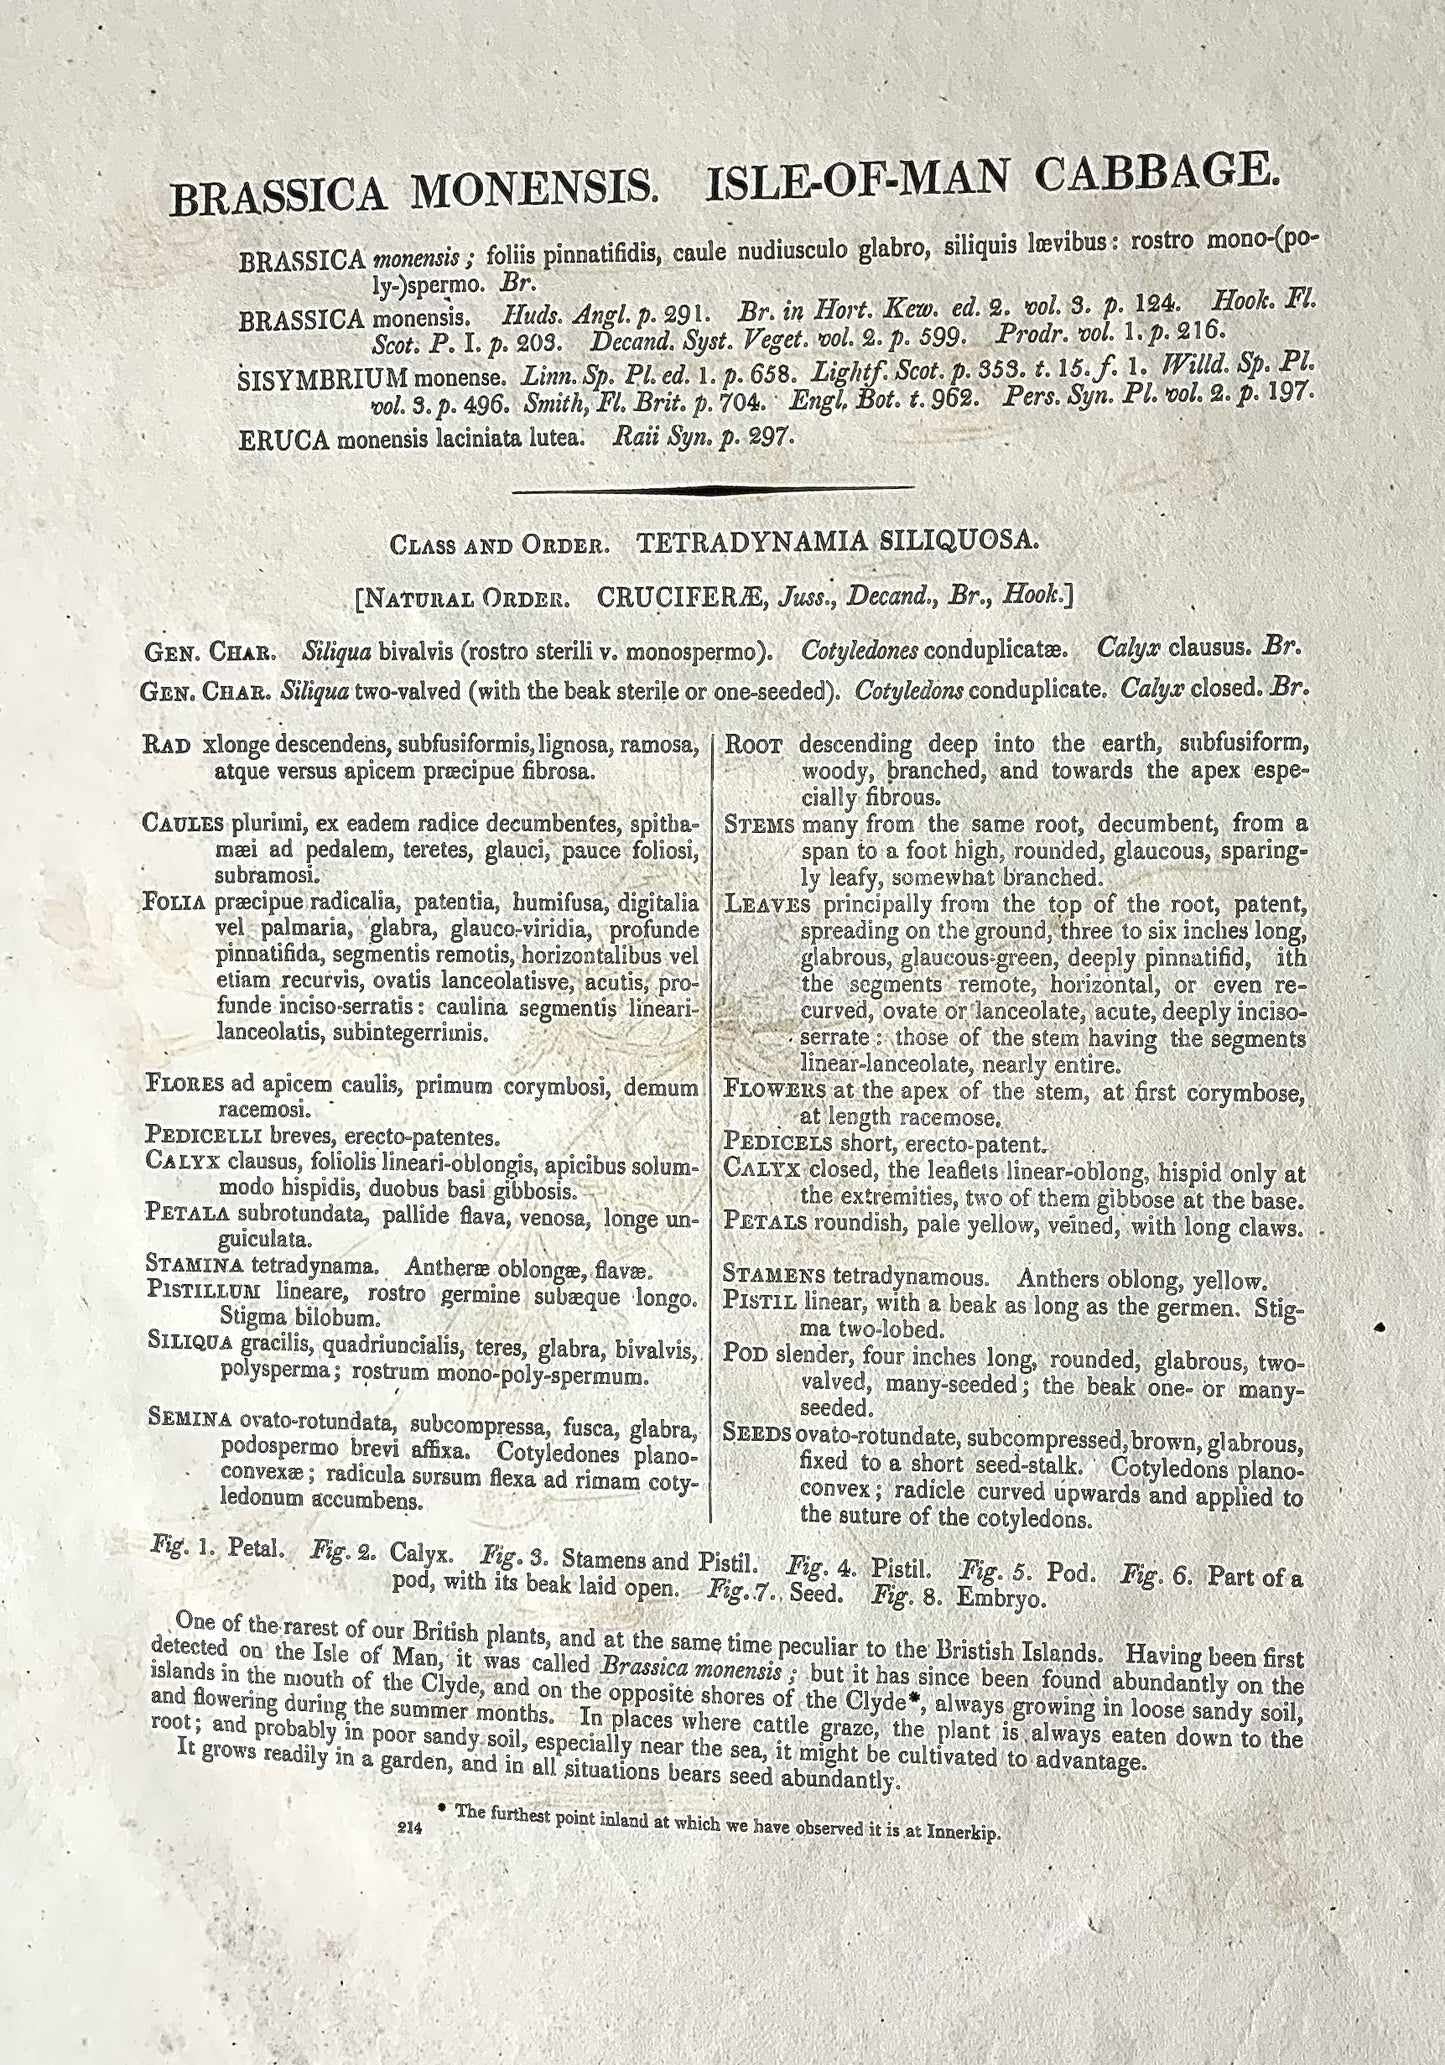 BRASSICA MONENSIS. ISLE-OF-MAN CABBAGE.
BRASSICA monensis; foliis pinnatifidis, caule nudiusculo glabro, siliquis lævibus: rostro mono-(po-
ly-)spermo. Br.
BRASSICA monensis. Huds. Angl. p. 291. Br. in Hort. Kew. ed. 2. vol. 3. p. 124. Hook. Fl.
Scot. P. I. p. 203. Decand. Syst. Veget. vol. 2. p. 599. Prodr. vol. 1. p. 216.
SISYMBRIUM monense. Linn. Sp. Pl. ed. 1. p. 658. Lightf. Scot. p. 353. t. 15. f. 1. Willd. Sp. Pl.
vol. 3. p. 496. Smith, Fl. Brit. p. 704. Engl. Bot. t. 962. Pers. Syn. Pl. vol. 2. p. 197.
ERUCA monensis laciniata lutea. Raii Syn. p. 297.
CLASS AND ORDER. TETRADYNAMIA SILIQUOSA.
[NATURAL ORDER. CRUCIFERÆ, Juss., Decand., Br., Hook.]
GEN. CHAR. Siliqua bivalvis (rostro sterili v. monospermo). Cotyledones conduplicatæ. Calyx clausus. Br.
GEN. CHAR. Siliqua two-valved (with the beak sterile or one-seeded). Cotyledons conduplicate. Calyx closed. Br.
RAD xlonge descendens, subfusiformis, lignosa, ramosa,
atque versus apicem præcipue fibrosa.
CAULES plurimi, ex eadem radice decumbentes, spitha-
mæi ad pedalem, teretes, glauci, pauce foliosi,
subramosi.
FOLIA præcipue radicalia, patentia, humifusa, digitalia
vel palmaria, glabra, glauco-viridia, profunde
pinnatifida, segmentis remotis, horizontalibus vel
etiam recurvis, ovatis lanceolatisve, acutis, pro-
funde inciso-serratis: caulina segmentis lineari-
lanceolatis, subintegerrimis.
FLORES ad apicem caulis, primum corymbosi, demum
racemosi.
PEDICELLI breves, erecto-patentes.
CALYX clausus, foliolis lineari-oblongis, apicibus solum-
modo hispidis, duobus basi gibbosis.
PETALA subrotundata, pallide flava, venosa, longe un-
guiculata.
STAMINA tetradynama. Antheræ oblongæ, flavæ.
PISTILLUM lineare, rostro germine subæque longo.
Stigma bilobum.
SILIQUA gracilis, quadriuncialis, teres, glabra, bivalvis,
polysperma; rostrum mono-poly-spermum.
SEMINA ovato-rotundata, subcompressa, fusca, glabra,
podospermo brevi affixa. Cotyledones plano-
convexæ; radicula sursum flexa ad rimam coty-
ledonum accumbens.
ROOT descending deep into the earth, subfusiform,
woody, branched, and towards the apex espe-
cially fibrous.
STEMS many from the same root, decumbent, from a
span to a foot high, rounded, glaucous, sparing-
ly leafy, somewhat branched.
LEAVES principally from the top of the root, patent,
spreading on the ground, three to six inches long,
glabrous, glaucous-green, deeply pinnatifid, ith
the segments remote, horizontal, or even re-
curved, ovate or lanceolate, acute, deeply inciso-
serrate: those of the stem having the segments
linear-lanceolate, nearly entire.
FLOWERS at the apex of the stem, at first corymbose,
at length racemose.
PEDICELS short, erecto-patent.
CALYX closed, the leaflets linear-oblong, hispid only at
the extremities, two of them gibbose at the base.
PETALS roundish, pale yellow, veined, with long claws.
STAMENS tetradynamous. Anthers oblong, yellow.
PISTIL linear, with a beak as long as the germen. Stig-
ma two-lobed.
POD slender, four inches long, rounded, glabrous, two-
valved, many-seeded; the beak one- or many-
seeded.
SEEDS ovato-rotundate, subcompressed, brown, glabrous,
fixed to a short seed-stalk. Cotyledons plano-
convex; radicle curved upwards and applied to
the suture of the cotyledons.
Fig. 1. Petal. Fig. 2. Calyx. Fig. 3. Stamens and Pistil. Fig. 4. Pistil. Fig. 5. Pod. Fig. 6. Part of a
pod, with its beak laid open. Fig. 7. Seed. Fig. 8. Embryo.
One of the rarest of our British plants, and at the same time peculiar to the Bristish Islands. Having been first
detected on the Isle of Man, it was called Brassica monensis; but it has since been found abundantly on the
islands in the mouth of the Clyde, and on the opposite shores of the Clyde*, always growing in loose sandy soil,
and flowering during the summer months. In places where cattle graze, the plant is always eaten down to the
root; and probably in poor sandy soil, especially near the sea, it might be cultivated to advantage.
It grows readily in a garden, and in all situations bears seed abundantly.
* The furthest point inland at which we have observed it is at Innerkip.
214